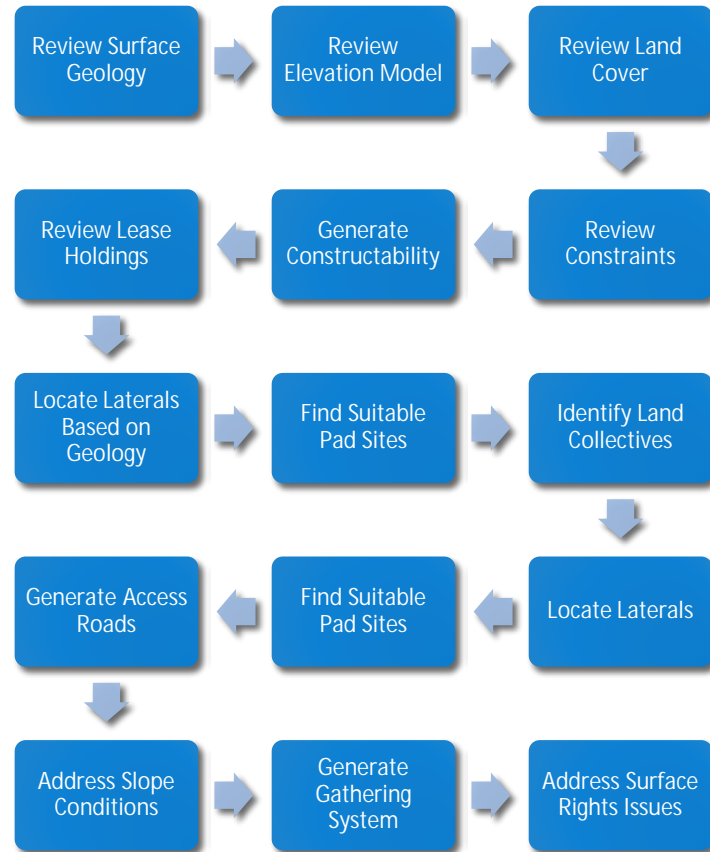 Review Surface
Geology
Review
Elevation Model
Review Land
Cover
Review
Constraints
Generate
Constructability
Review Lease
Holdings
Locate Laterals
Based on
Geology
Find Suitable
Pad Sites
Identify Land
Collectives
Locate Laterals
Find Suitable
Pad Sites
Generate Access
Roads
Address Slope
Conditions
Generate
Gathering
System
Address Surface
Rights Issues